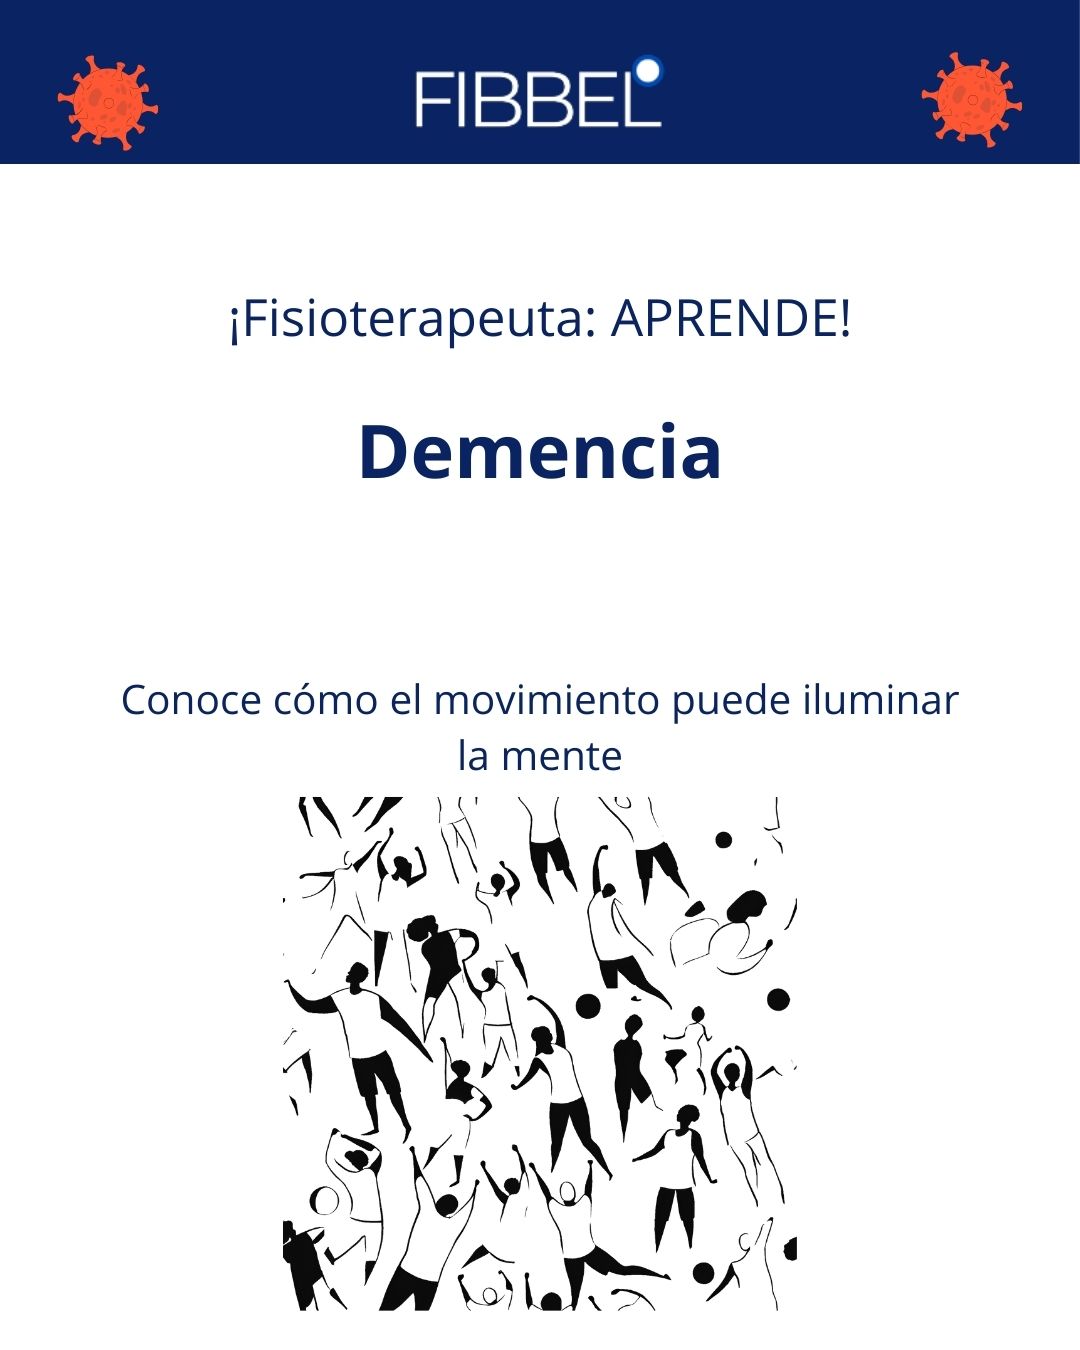 FIBBEL
¡Fisioterapeuta: APRENDE!
Demencia
Conoce cómo el movimiento puede iluminar
la mente